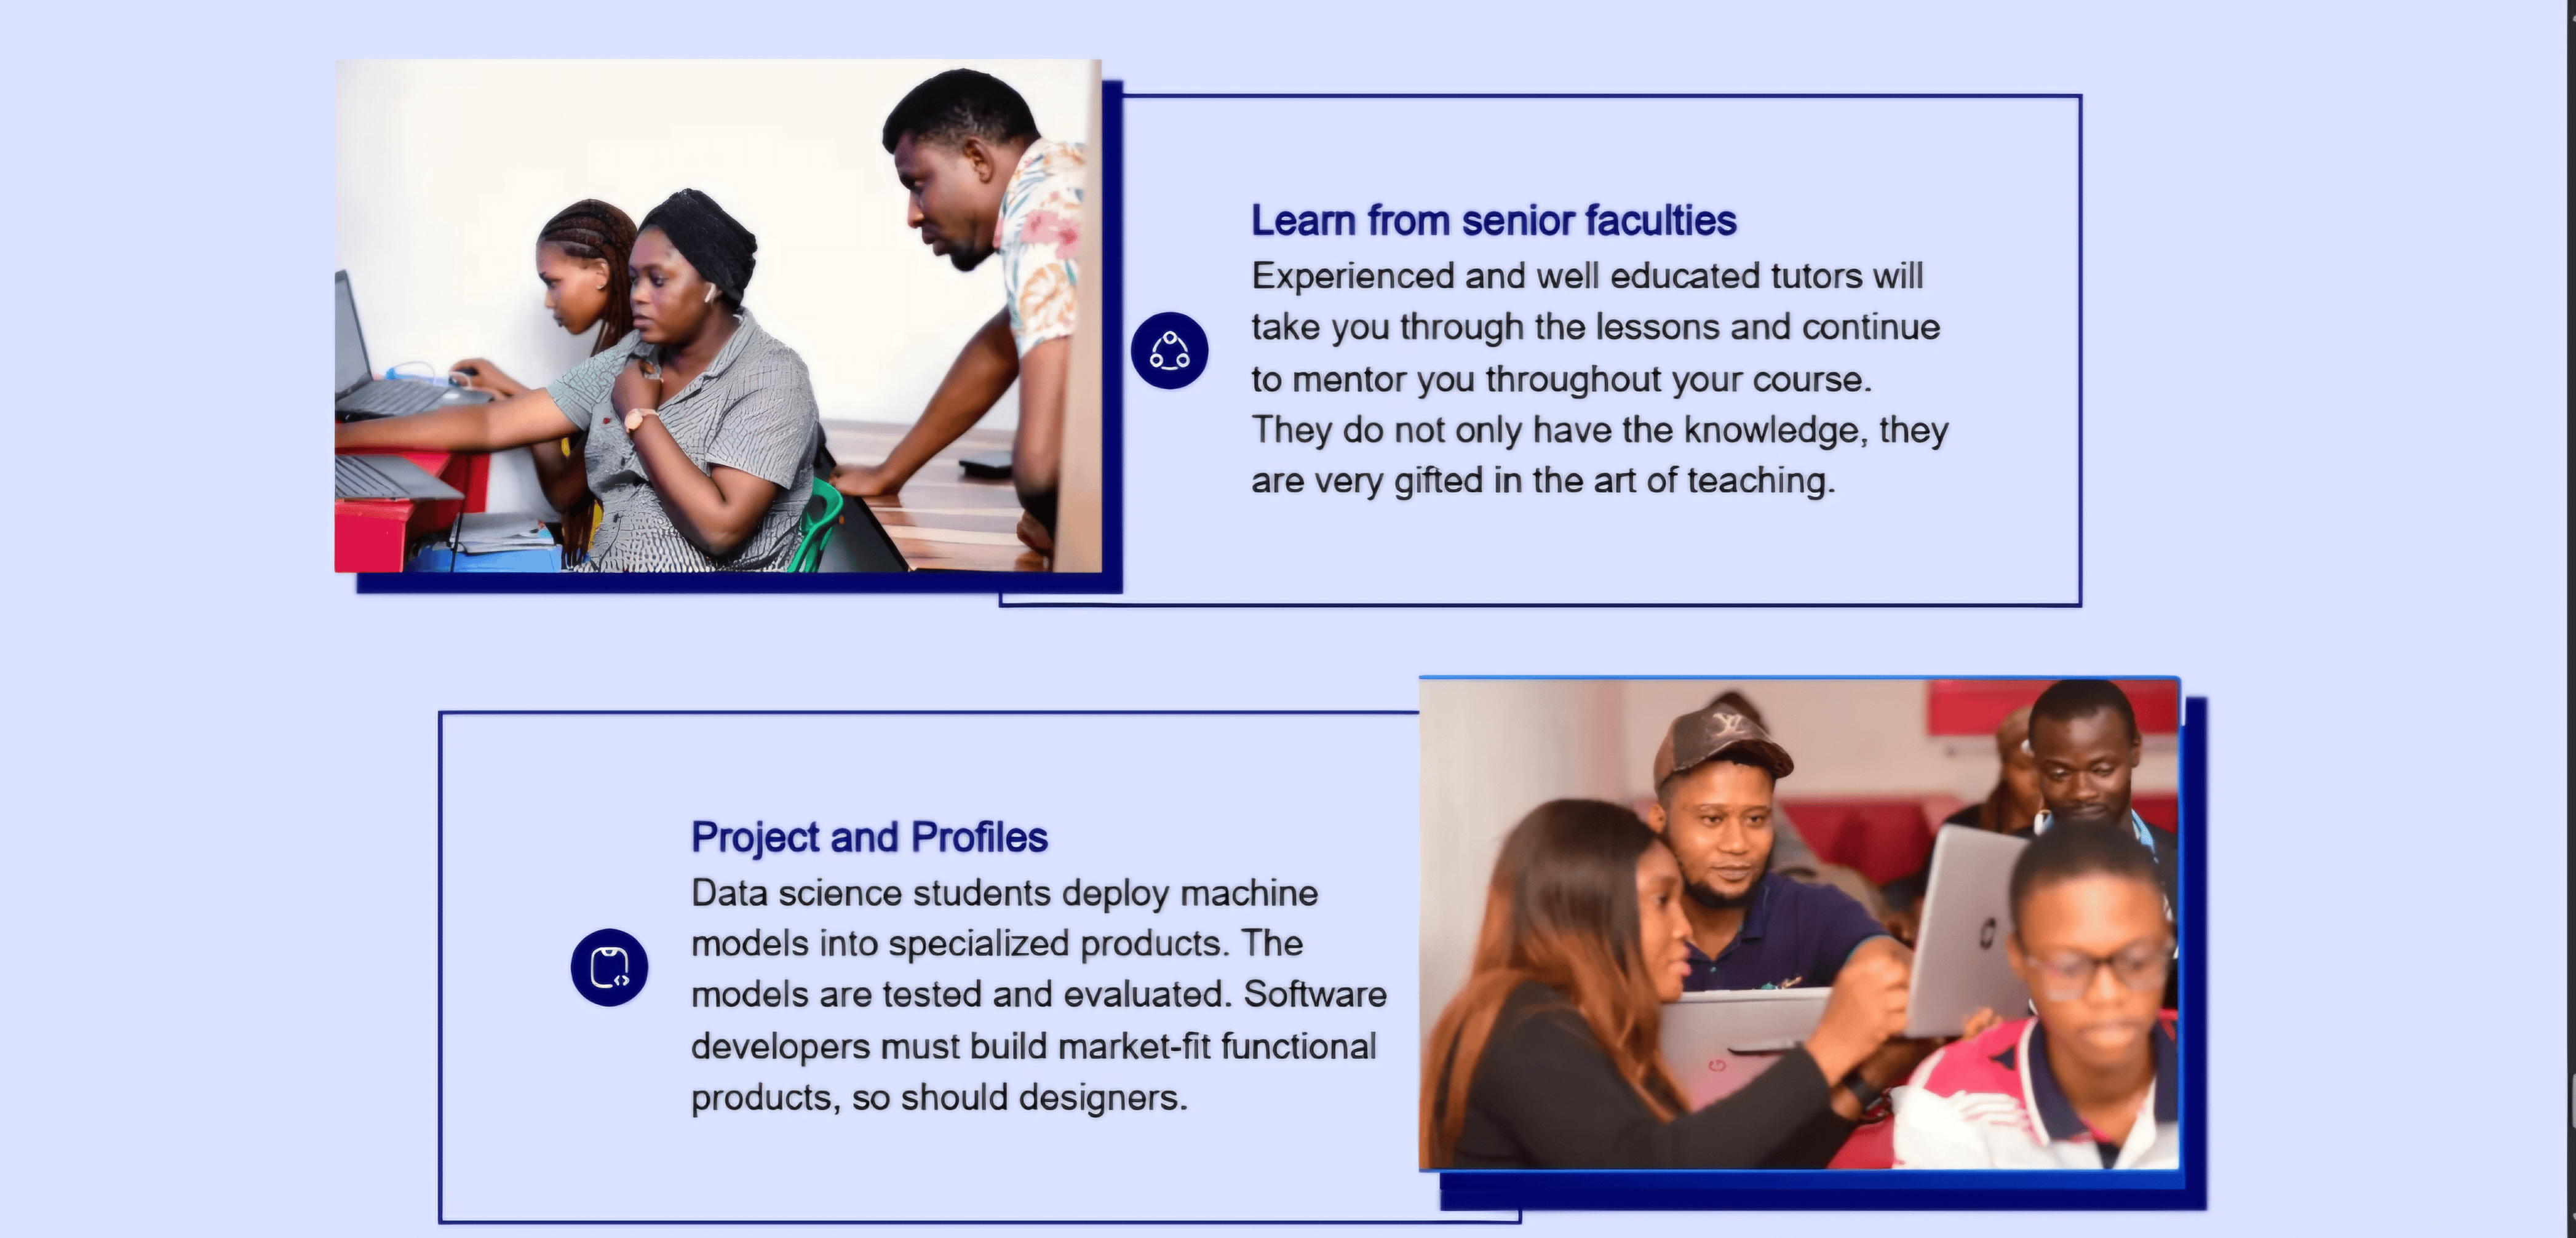 Learn from senior faculties
Experienced and well educated tutors will
take you through the lessons and continue
to mentor you throughout your course.
They do not only have the knowledge, they
are very gifted in the art of teaching.
Project and Profiles
Data science students deploy machine
models into specialized products. The
models are tested and evaluated. Software
developers must build market-fit functional
products, so should designers.